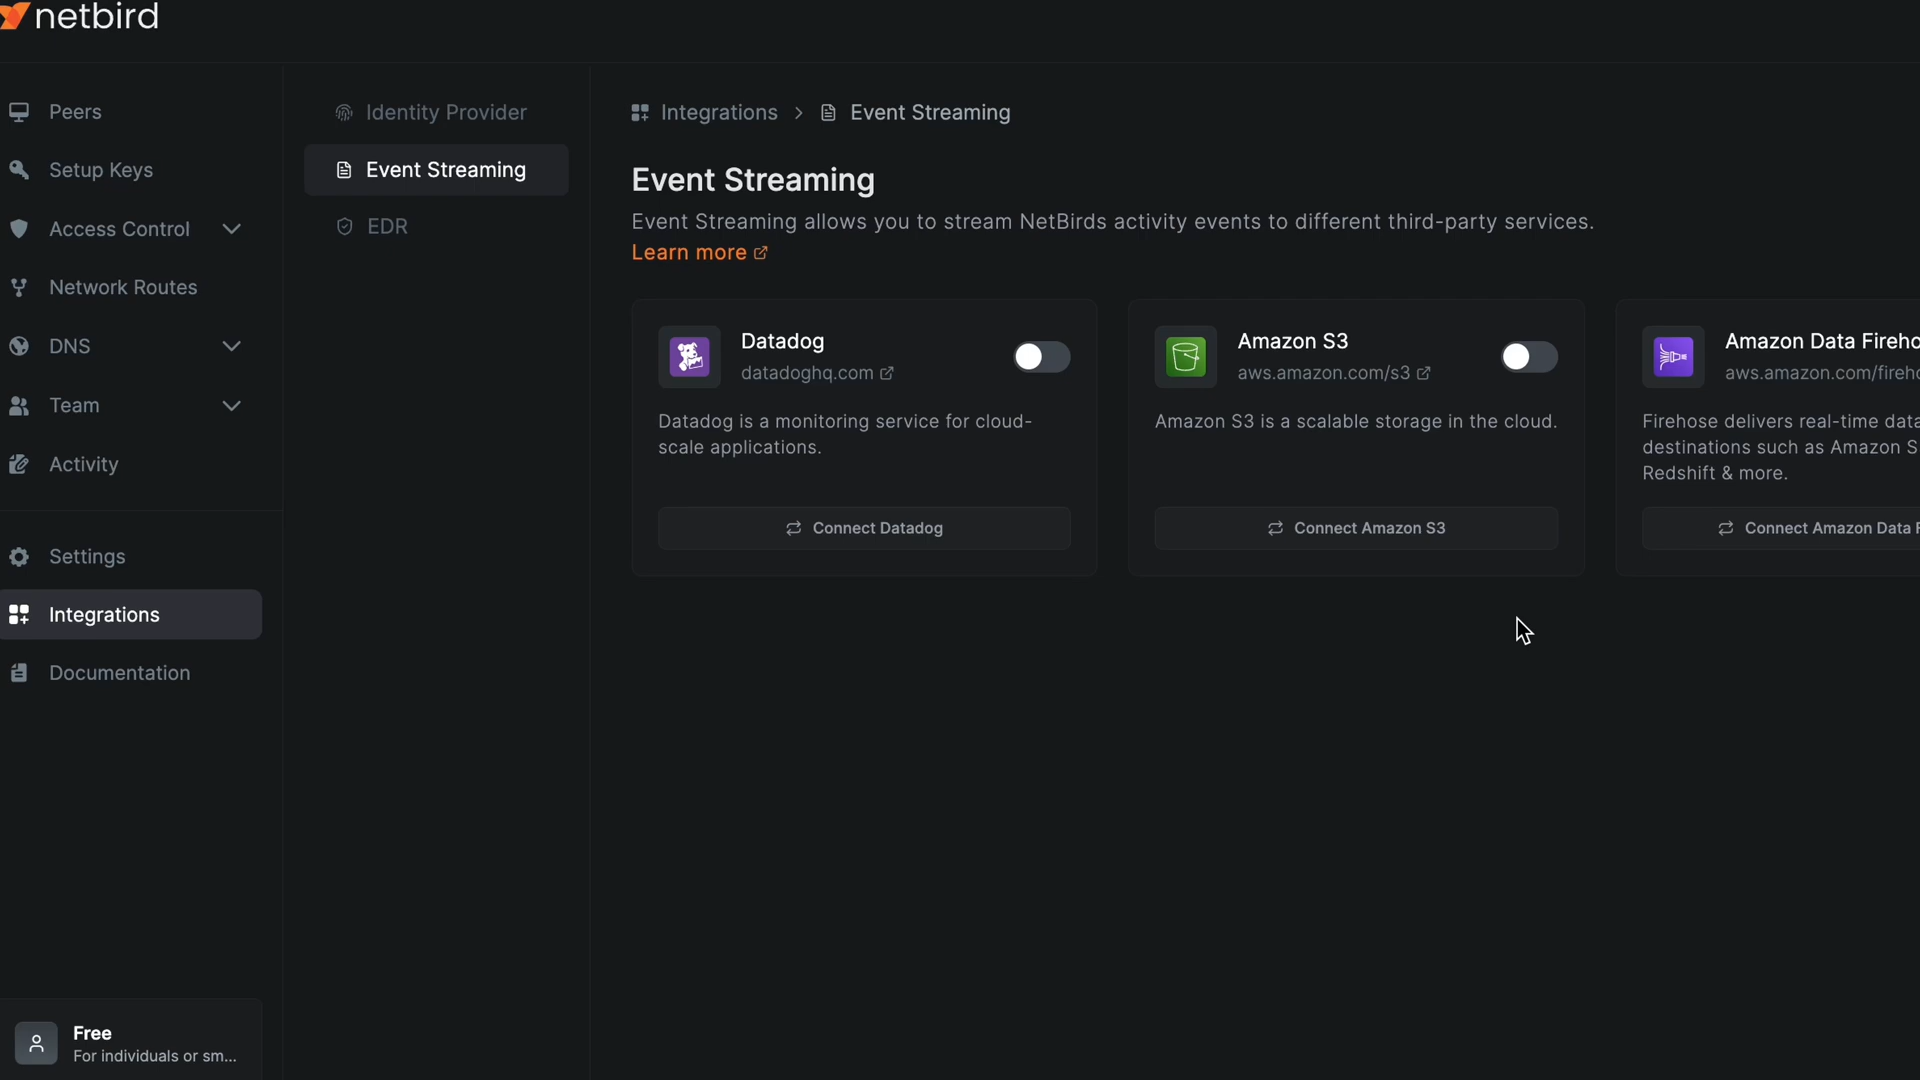 netbird
Peers
Setup Keys
Access Control
Network Routes
DNS
Team
Activity
Settings
Integrations
Documentation
Free
For individuals or sm...
Identity Provider
Event Streaming
EDR
Integrations > Event Streaming
Event Streaming
Event Streaming allows you to stream NetBirds activity events to different third-party services.
Learn more
Datadog
datadoghq.com
Datadog is a monitoring service for cloud-
scale applications.
Connect Datadog
Amazon S3
aws.amazon.com/s3
Amazon S3 is a scalable storage in the cloud.
Connect Amazon S3
Amazon Data Fireho
aws.amazon.com/fireho
Firehose delivers real-time data
destinations such as Amazon S
Redshift & more.
Connect Amazon Data F